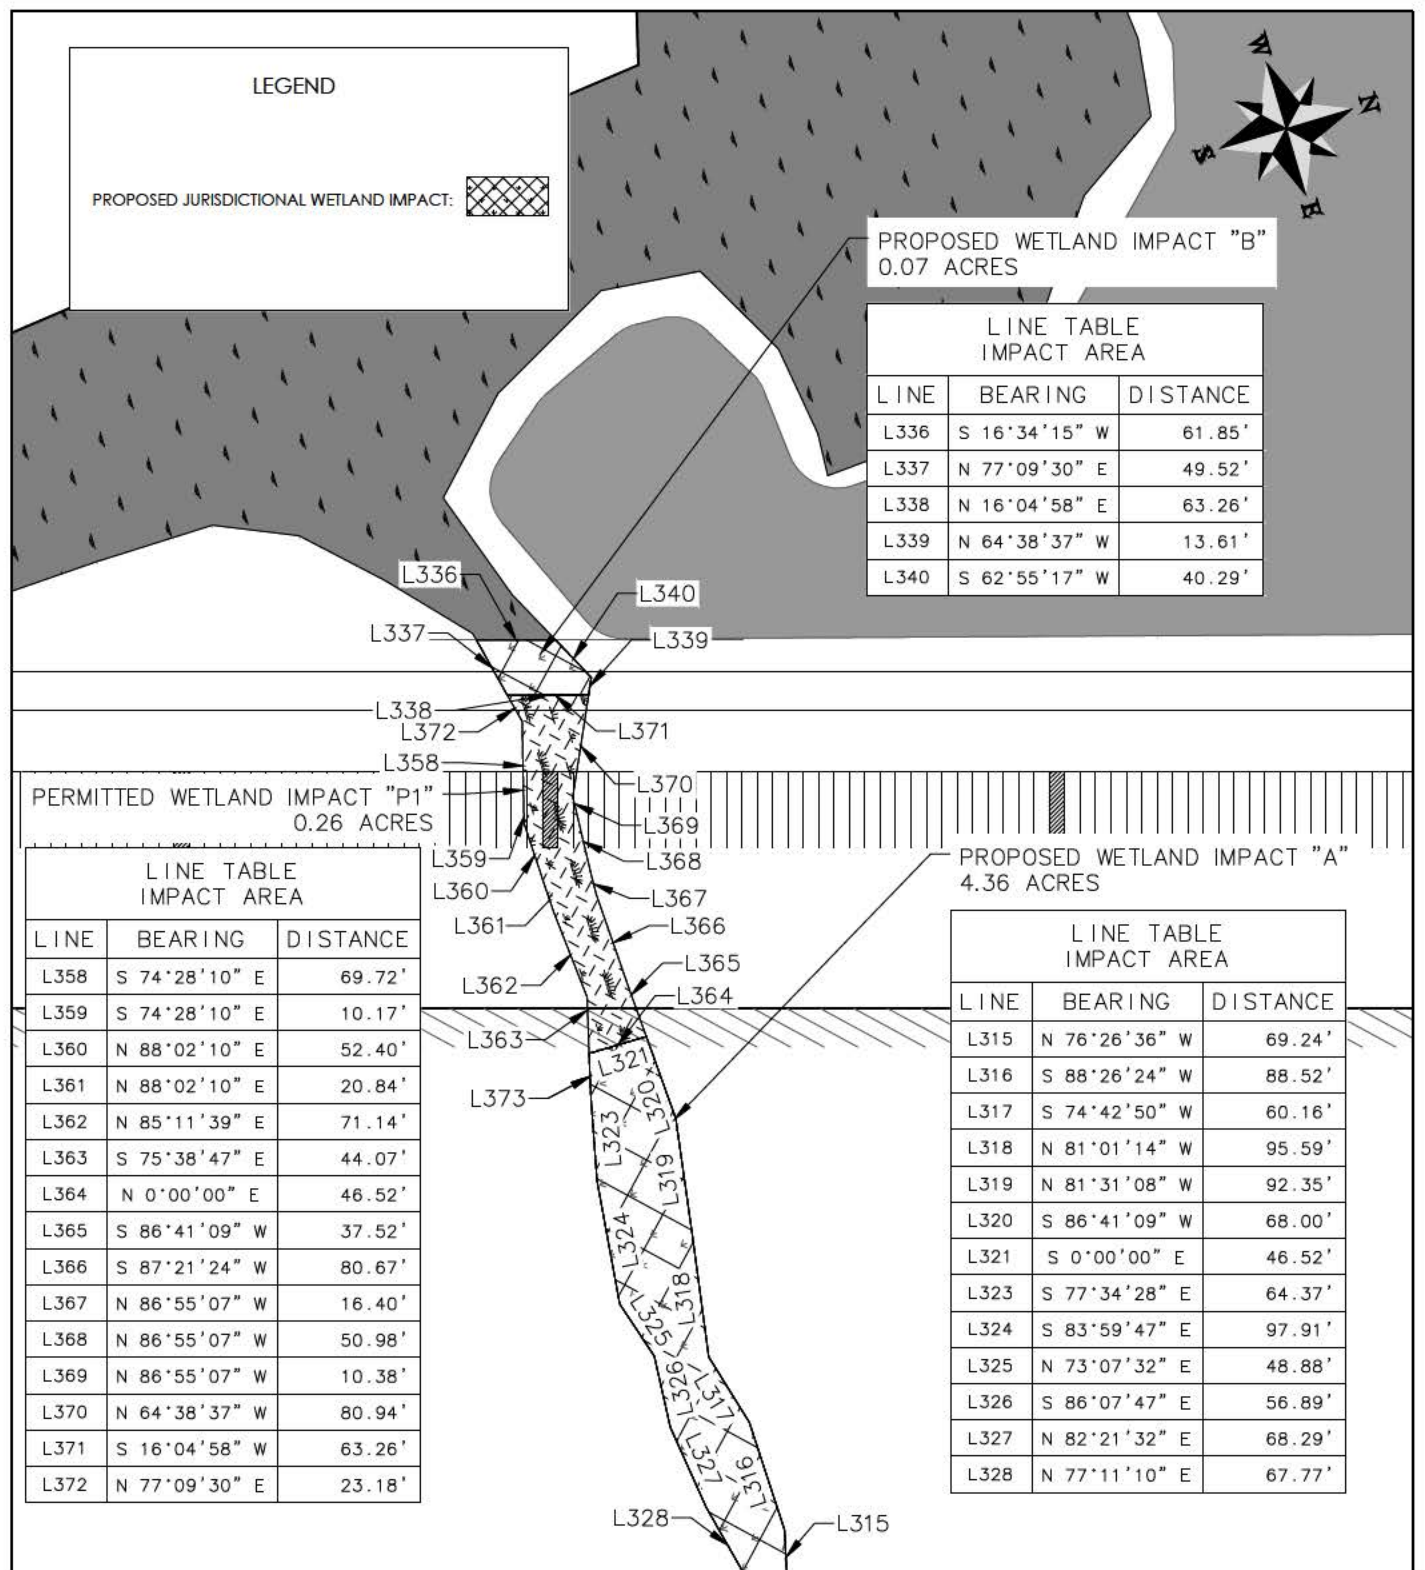 LEGEND
PROPOSED JURISDICTIONAL WETLAND IMPACT:
W
N
S
E
PROPOSED WETLAND IMPACT "B"
0.07 ACRES
LINE TABLE
IMPACT AREA
LINE BEARING DISTANCE
L336 S 16°34'15" W 61.85'
L337 N 77°09'30" E 49.52'
L338 N 16°04'58" E 63.26'
L339 N 64°38'37" W 13.61'
L340 S 62°55'17" W 40.29'
L336
L340
L337
L339
L338
L372
L371
L358
L370
PERMITTED WETLAND IMPACT "P1"
0.26 ACRES
L369
L359
L368
L360
L367
L361
L366
L362
L365
L364
L363
L321
L373
L320
L323
L319
L324
L318
L325
L326
L317
L327
L316
L328
L315
LINE TABLE
IMPACT AREA
LINE BEARING DISTANCE
L358 S 74°28'10" E 69.72'
L359 S 74°28'10" E 10.17'
L360 N 88°02'10" E 52.40'
L361 N 88°02'10" E 20.84'
L362 N 85°11'39" E 71.14'
L363 S 75°38'47" E 44.07'
L364 N 0°00'00" E 46.52'
L365 S 86°41'09" W 37.52'
L366 S 87°21'24" W 80.67'
L367 N 86°55'07" W 16.40'
L368 N 86°55'07" W 50.98'
L369 N 86°55'07" W 10.38'
L370 N 64°38'37" W 80.94'
L371 S 16°04'58" W 63.26'
L372 N 77°09'30" E 23.18'
PROPOSED WETLAND IMPACT "A"
4.36 ACRES
LINE TABLE
IMPACT AREA
LINE BEARING DISTANCE
L315 N 76°26'36" W 69.24'
L316 S 88°26'24" W 88.52'
L317 S 74°42'50" W 60.16'
L318 N 81°01'14" W 95.59'
L319 N 81°31'08" W 92.35'
L320 S 86°41'09" W 68.00'
L321 S 0°00'00" E 46.52'
L323 S 77°34'28" E 64.37'
L324 S 83°59'47" E 97.91'
L325 N 73°07'32" E 48.88'
L326 S 86°07'47" E 56.89'
L327 N 82°21'32" E 68.29'
L328 N 77°11'10" E 67.77'